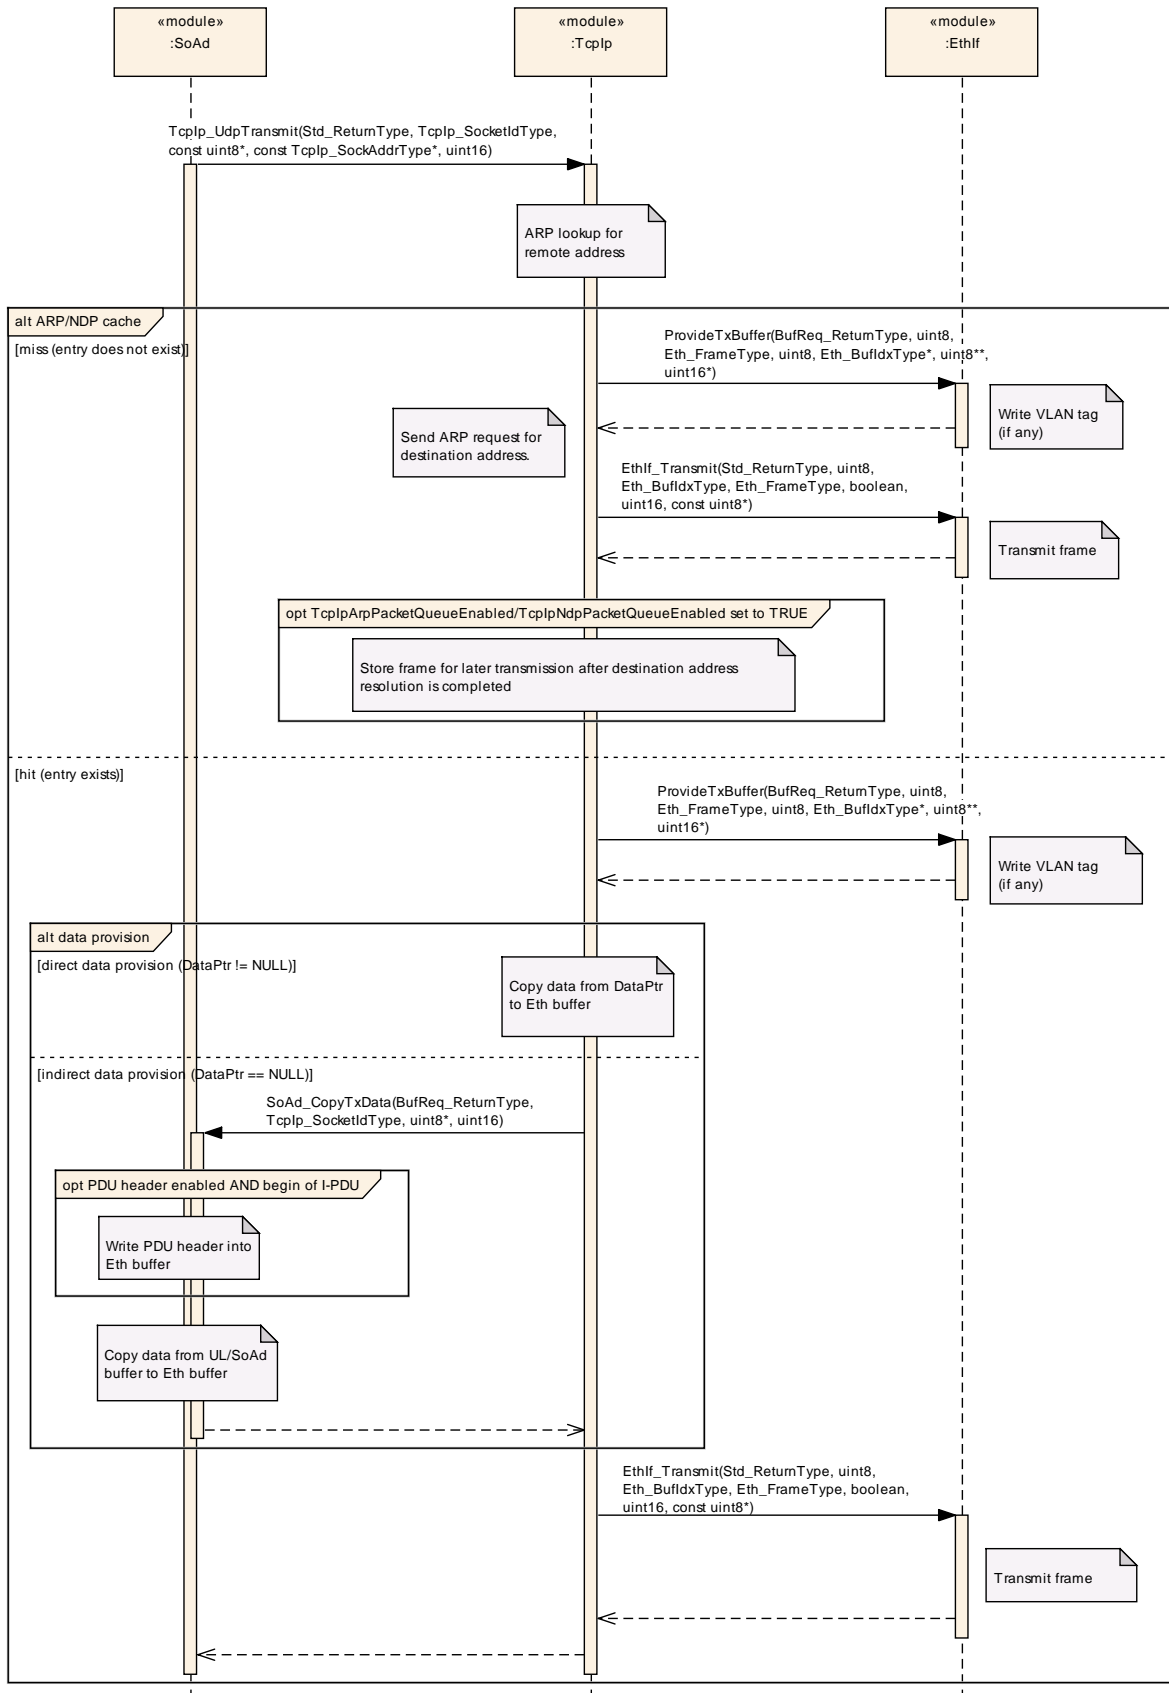 «module»
:SoAd
«module»
:TcpIp
«module»
:EthIf
TcpIp_UdpTransmit(Std_ReturnType, TcpIp_SocketIdType,
const uint8*, const TcpIp_SockAddrType*, uint16)
ARP lookup for
remote address
alt ARP/NDP cache
[miss (entry does not exist)]
ProvideTxBuffer(BufReq_ReturnType, uint8,
Eth_FrameType, uint8, Eth_BufIdxType*, uint8**,
uint16*)
Write VLAN tag
(if any)
Send ARP request for
destination address.
EthIf_Transmit(Std_ReturnType, uint8,
Eth_BufIdxType, Eth_FrameType, boolean,
uint16, const uint8*)
Transmit frame
opt TcpIpArpPacketQueueEnabled/TcpIpNdpPacketQueueEnabled set to TRUE
Store frame for later transmission after destination address
resolution is completed
[hit (entry exists)]
ProvideTxBuffer(BufReq_ReturnType, uint8,
Eth_FrameType, uint8, Eth_BufIdxType*, uint8**,
uint16*)
Write VLAN tag
(if any)
alt data provision
[direct data provision (DataPtr != NULL)]
Copy data from DataPtr
to Eth buffer
[indirect data provision (DataPtr == NULL)]
SoAd_CopyTxData(BufReq_ReturnType,
TcpIp_SocketIdType, uint8*, uint16)
opt PDU header enabled AND begin of I-PDU
Write PDU header into
Eth buffer
Copy data from UL/SoAd
buffer to Eth buffer
EthIf_Transmit(Std_ReturnType, uint8,
Eth_BufIdxType, Eth_FrameType, boolean,
uint16, const uint8*)
Transmit frame